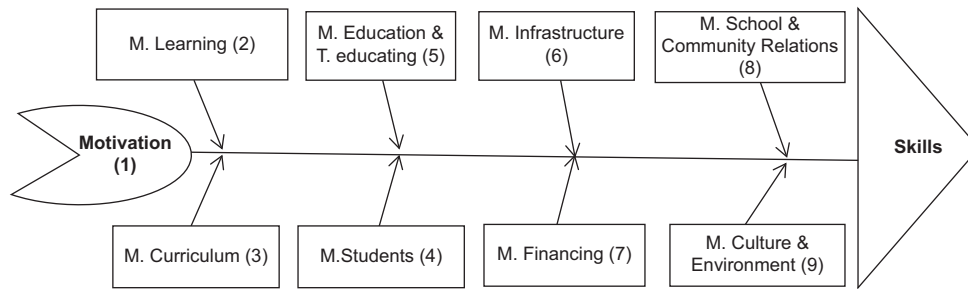 M. Learning (2)
M. Education &
T. educating (5)
M. Infrastructure
(6)
M. School &
Community Relations
(8)
Motivation
(1)
Skills
M. Curriculum (3)
M.Students (4)
M. Financing (7)
M. Culture &
Environment (9)